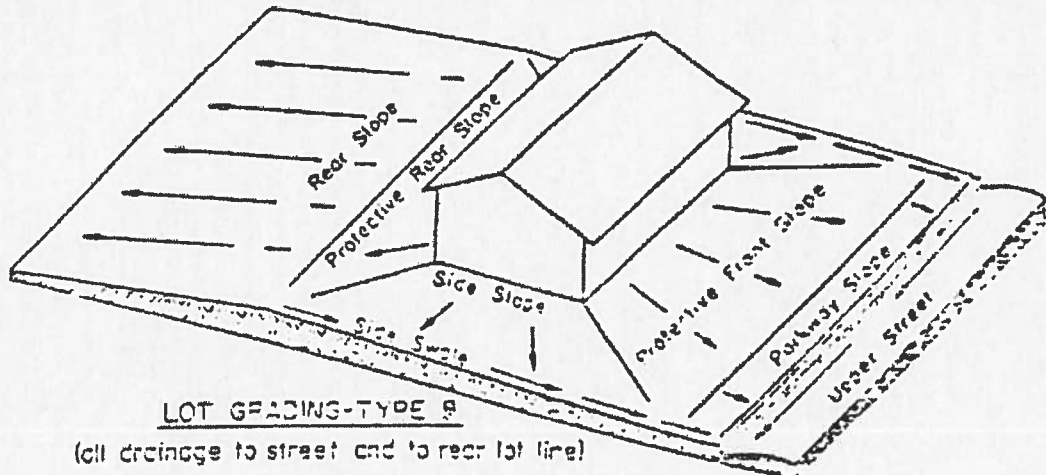 Rear Slope
Protective Rear Slope
Side Slope
Side Swale
Protective Front Slope
Parkway Slope
Upper Street
LOT GRADING-TYPE
(all drainage to street and to rear lot line)